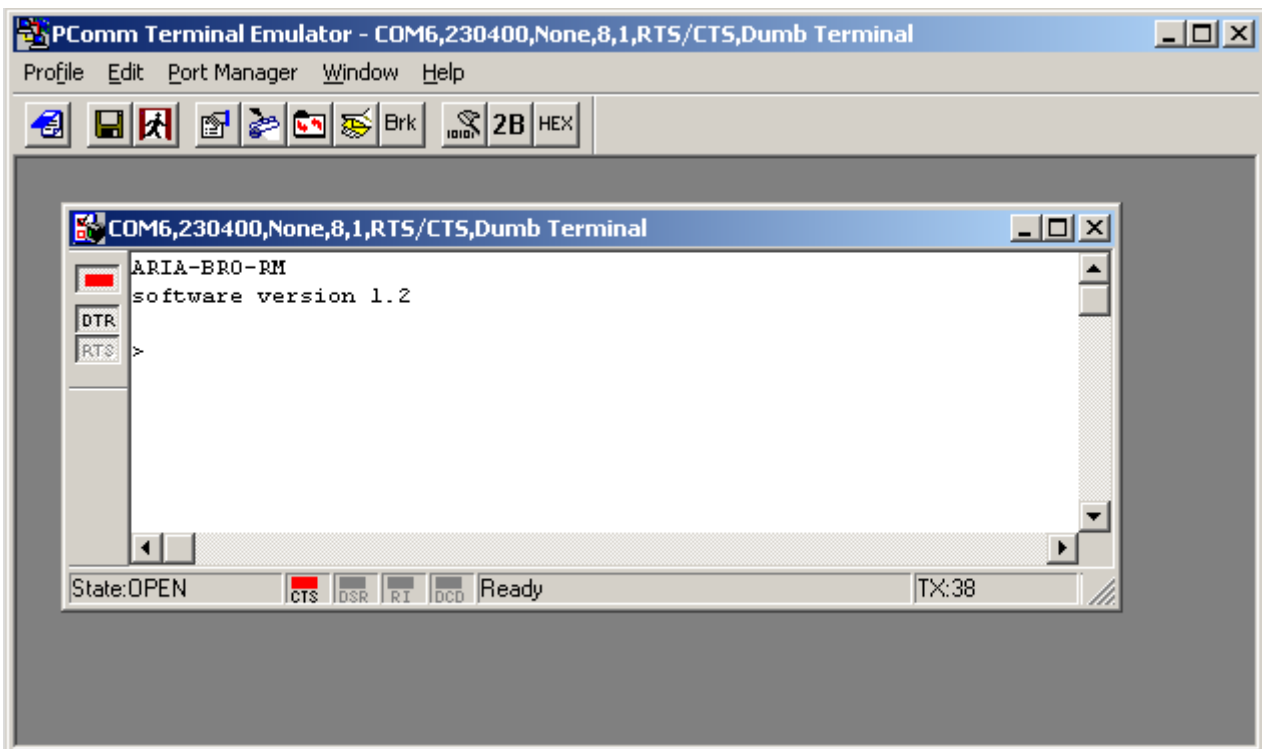 PComm Terminal Emulator - COM6,230400,None,8,1,RTS/CTS,Dumb Terminal
Profile Edit Port Manager Window Help
Brk 2B HEX
COM6,230400,None,8,1,RTS/CTS,Dumb Terminal
ARIA-BRO-RM
software version 1.2
DTR
RTS >
State:OPEN CTS DSR RI DCD Ready TX:38